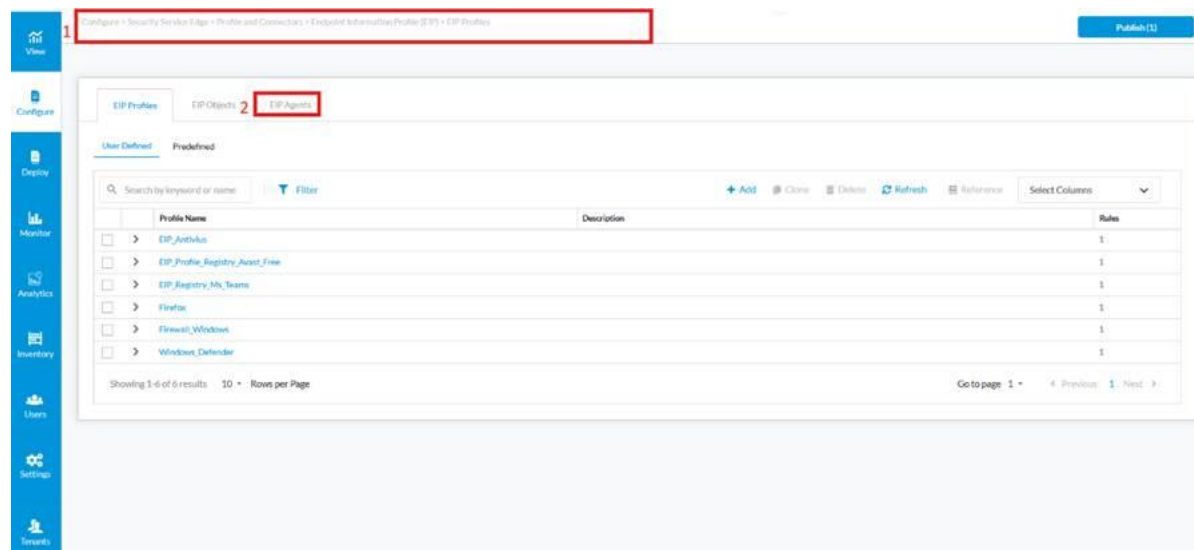 1 Configure > Security Service Edge > Profile and Connectors > Endpoint Information Profile (EIP) > EIP Profiles
Publish (1)
View
Configure
Deploy
Monitor
Analytics
Inventory
Users
Settings
Tenants
EIP Profiles EIP Objects 2 EIP Agents
User Defined Predefined
Search by keyword or name Filter + Add Clone Delete Refresh Reference Select Columns
Profile Name Description Rules
EIP_Antivius 1
EIP_Profile_Registry_Avast_Free 1
EIP_Registry_Ms_Teams 1
Firefox 1
Firewall_Windows 1
Windows_Defender 1
Showing 1-6 of 6 results 10 Rows per Page Go to page 1 Previous 1 Next